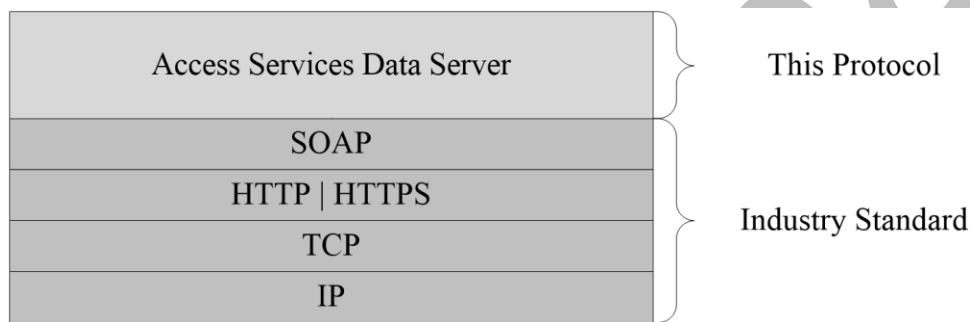 Access Services Data Server
This Protocol
SOAP
HTTP | HTTPS
TCP
IP
Industry Standard